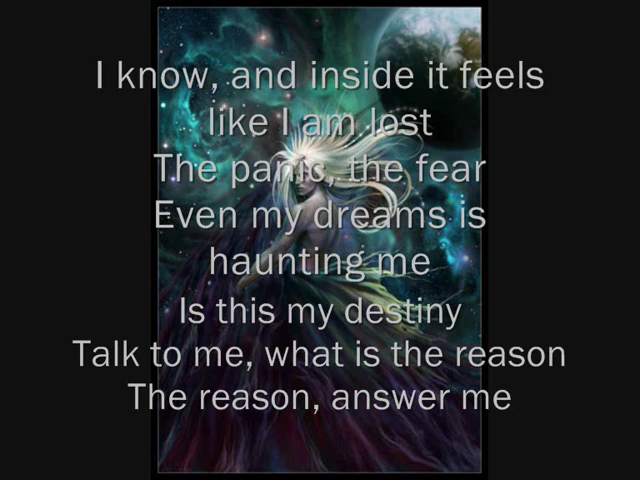 I know, and inside it feels
like I am lost
The panic, the fear
Even my dreams is
haunting me
Is this my destiny
Talk to me, what is the reason
The reason, answer me